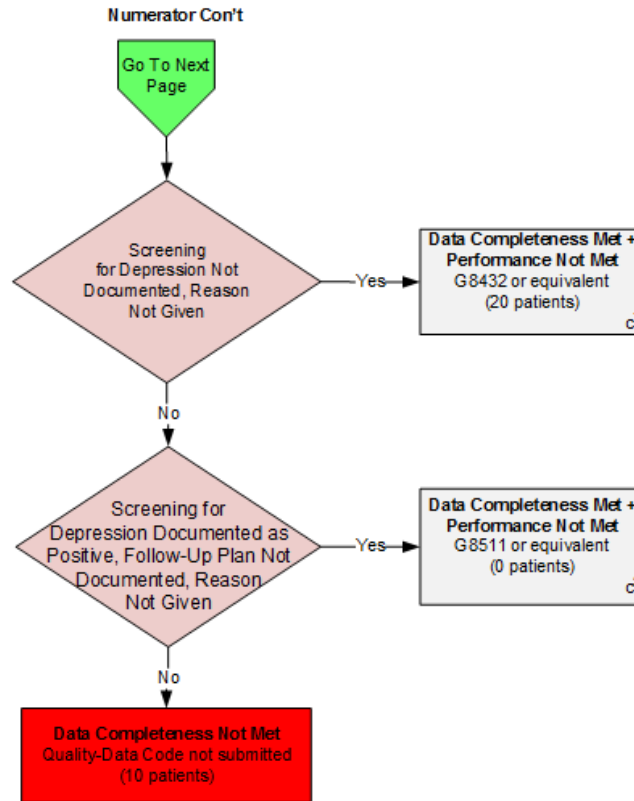 Numerator Con't
Go To Next
Page
Screening
for Depression Not
Documented, Reason
Not Given
Yes
Data Completeness Met +
Performance Not Met
G8432 or equivalent
(20 patients)
c
No
Screening for
Depression Documented as
Positive, Follow-Up Plan Not
Documented, Reason
Not Given
Yes
Data Completeness Met +
Performance Not Met
G8511 or equivalent
(0 patients)
c
No
Data Completeness Not Met
Quality-Data Code not submitted
(10 patients)